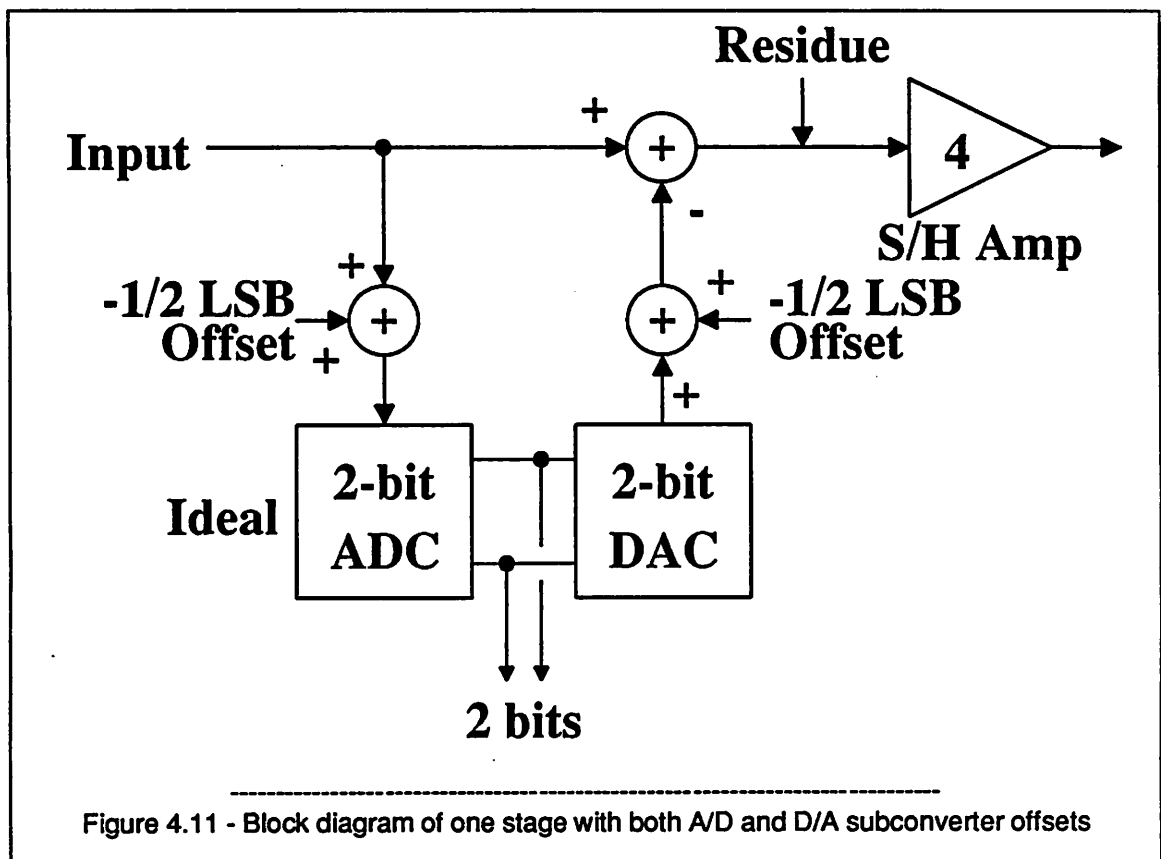 Residue
+
Input
+
4
-
S/H Amp
+
+
-1/2 LSB
Offset
+
+
-1/2 LSB
Offset
+
+
Ideal
2-bit
ADC
2-bit
DAC
2 bits
Figure 4.11 - Block diagram of one stage with both A/D and D/A subconverter offsets